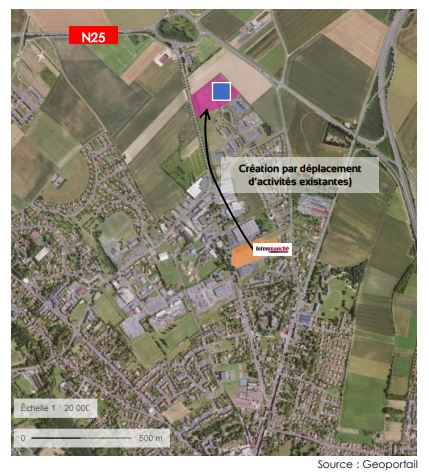 N25
Création par déplacement
d'activités existantes)
Intermarché
Échelle 1 : 20 000
0 500 m
Source : Geoportail